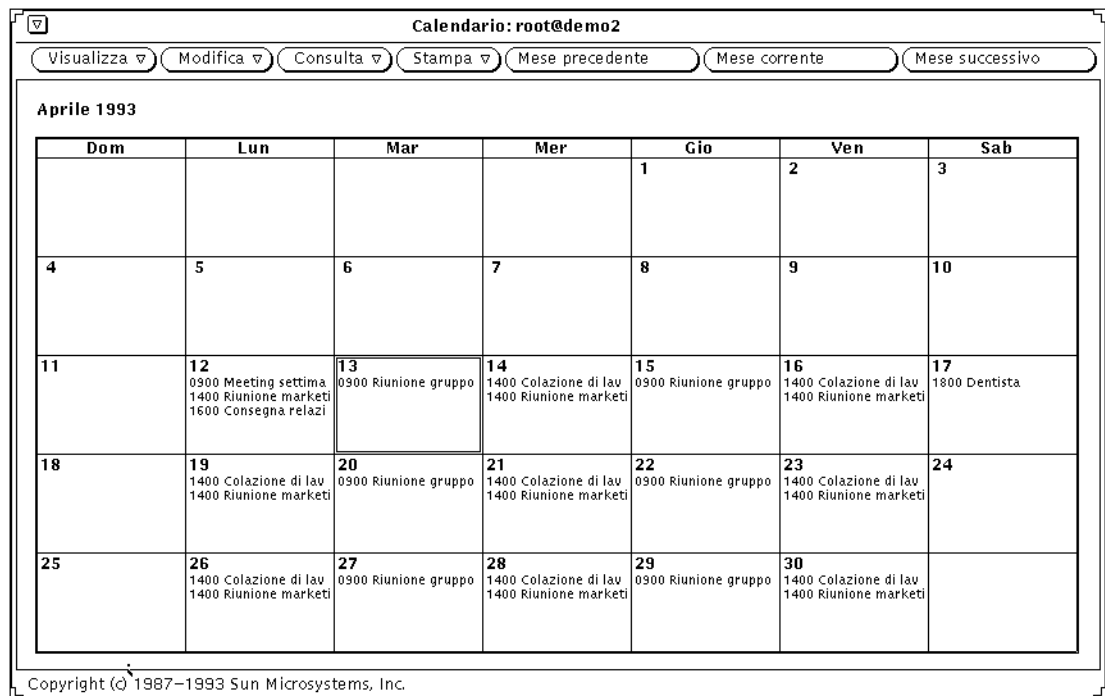 Calendario: root@demo2
Visualizza Modifica Consulta Stampa Mese precedente Mese corrente Mese successivo
Aprile 1993
Dom Lun Mar Mer Gio Ven Sab
1 2 3
4 5 6 7 8 9 10
11 12 13 14 15 16 17
0900 Meeting settima 0900 Riunione gruppo 1400 Colazione di lav 0900 Riunione gruppo 1400 Colazione di lav 1800 Dentista
1400 Riunione marketi 1400 Riunione marketi 1400 Riunione marketi
1600 Consegna relazi
18 19 20 21 22 23 24
1400 Colazione di lav 0900 Riunione gruppo 1400 Colazione di lav 0900 Riunione gruppo 1400 Colazione di lav
1400 Riunione marketi 1400 Riunione marketi 1400 Riunione marketi
25 26 27 28 29 30
1400 Colazione di lav 0900 Riunione gruppo 1400 Colazione di lav 0900 Riunione gruppo 1400 Colazione di lav
1400 Riunione marketi 1400 Riunione marketi 1400 Riunione marketi
Copyright (c) 1987-1993 Sun Microsystems, Inc.